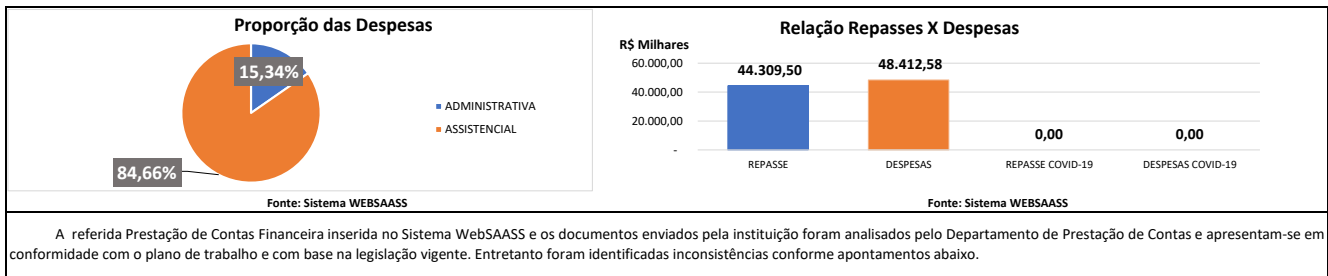 Proporção das Despesas
15,34%
84,66%
ADMINISTRATIVA
ASSISTENCIAL
Fonte: Sistema WEBSAASS
Relação Repasses X Despesas
R$ Milhares
60.000,00
40.000,00
20.000,00
-
44.309,50
48.412,58
0,00
0,00
REPASSE
DESPESAS
REPASSE COVID-19
DESPESAS COVID-19
Fonte: Sistema WEBSAASS
A referida Prestação de Contas Financeira inserida no Sistema WebSAASS e os documentos enviados pela instituição foram analisados pelo Departamento de Prestação de Contas e apresentam-se em
conformidade com o plano de trabalho e com base na legislação vigente. Entretanto foram identificadas inconsistências conforme apontamentos abaixo.